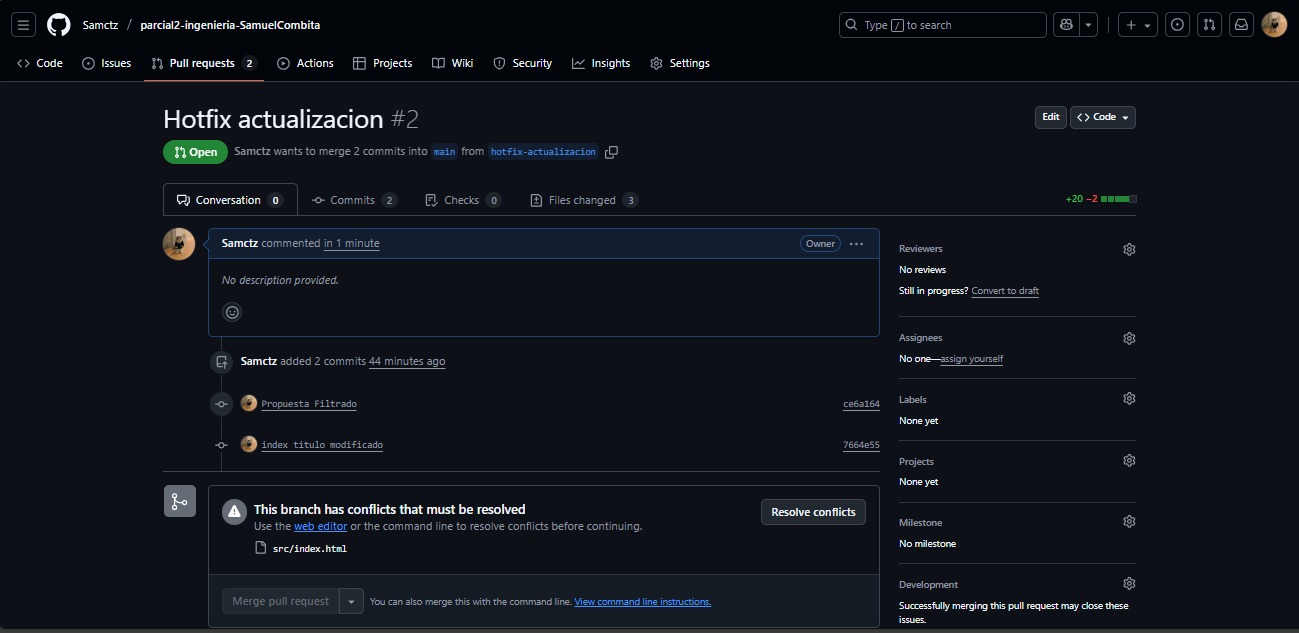 Samctz / parcial2-ingenieria-SamuelCombita
Type / to search
Code Issues Pull requests 2 Actions Projects Wiki Security Insights Settings
Hotfix actualizacion #2
Edit Code
Open Samctz wants to merge 2 commits into main from hotfix-actualizacion
Conversation 0 Commits 2 Checks 0 Files changed 3
+20 −2
Samctz commented in 1 minute
Owner
No description provided.
Samctz added 2 commits 44 minutes ago
Propuesta Filtrado ce6a164
index titulo modificado 7664e55
This branch has conflicts that must be resolved
Use the web editor or the command line to resolve conflicts before continuing.
Resolve conflicts
src/index.html
Merge pull request
You can also merge this with the command line. View command line instructions.
Reviewers
No reviews
Still in progress? Convert to draft
Assignees
No one—assign yourself
Labels
None yet
Projects
None yet
Milestone
No milestone
Development
Successfully merging this pull request may close these
issues.